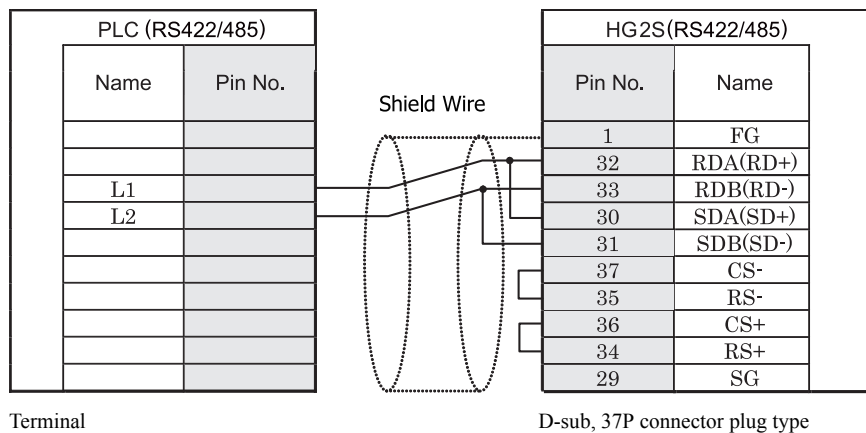 PLC (RS422/485) HG2S(RS422/485)
Name Pin No. Pin No. Name
Shield Wire
1 FG
32 RDA(RD+)
L1 33 RDB(RD-)
L2 30 SDA(SD+)
31 SDB(SD-)
37 CS-
35 RS-
36 CS+
34 RS+
29 SG
Terminal D-sub, 37P connector plug type